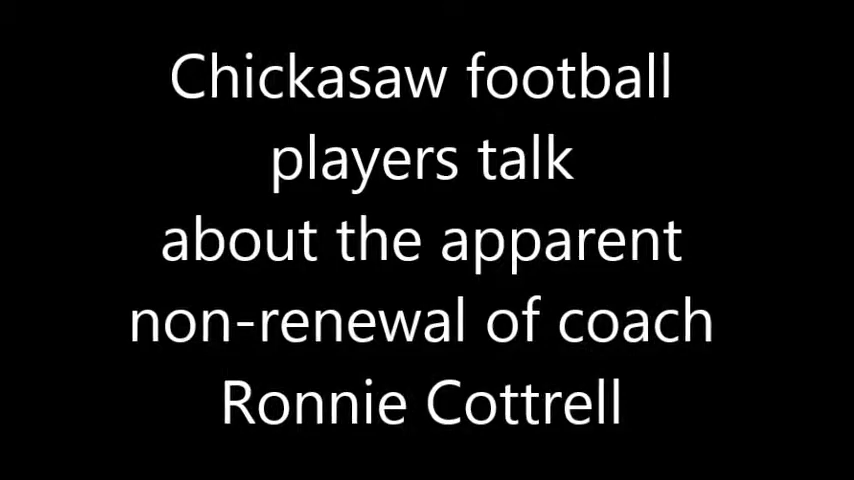 Chickasaw football
players talk
about the apparent
non-renewal of coach
Ronnie Cottrell